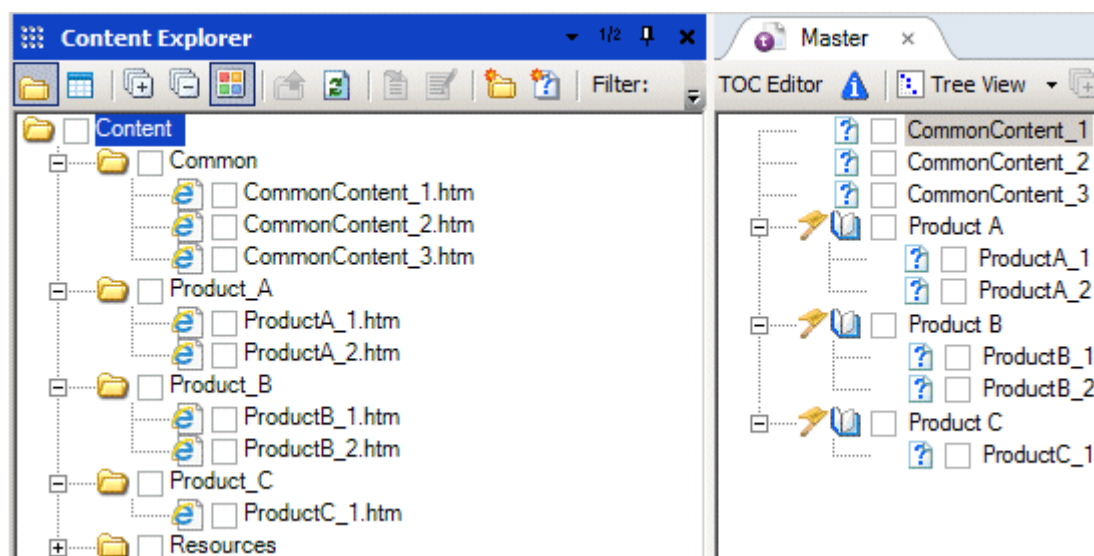 Content Explorer
1/2
Filter:
Content
Common
CommonContent_1.htm
CommonContent_2.htm
CommonContent_3.htm
Product_A
ProductA_1.htm
ProductA_2.htm
Product_B
ProductB_1.htm
ProductB_2.htm
Product_C
ProductC_1.htm
Resources
Master
TOC Editor
Tree View
CommonContent_1
CommonContent_2
CommonContent_3
Product A
ProductA_1
ProductA_2
Product B
ProductB_1
ProductB_2
Product C
ProductC_1